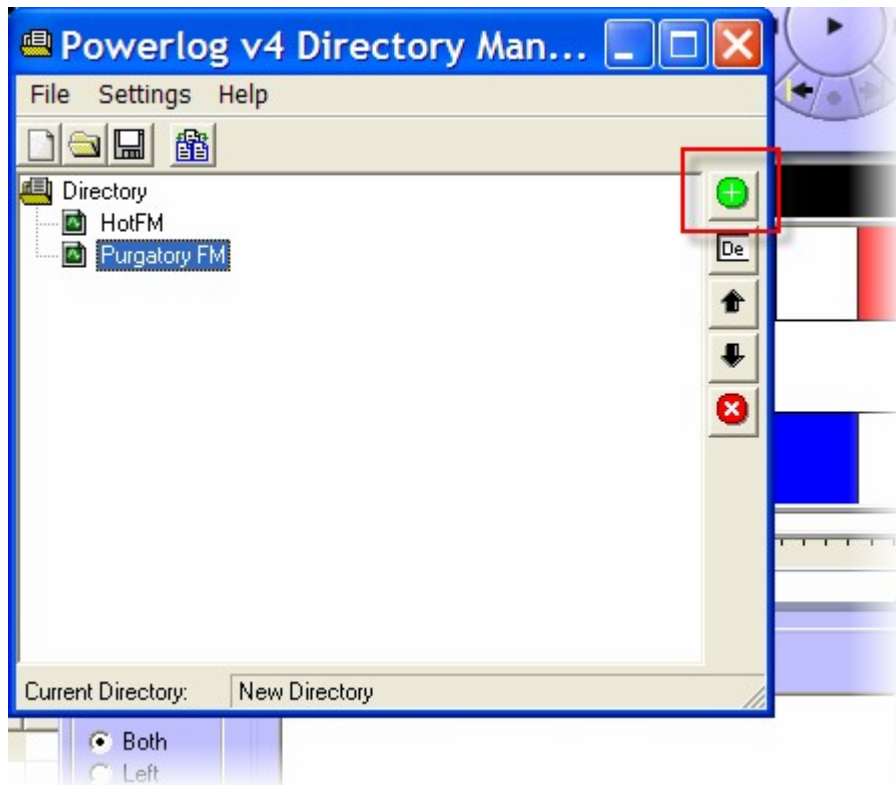 Powerlog v4 Directory Man...
File Settings Help
Directory
HotFM
Purgatory FM
De
Current Directory: New Directory
Both
Left